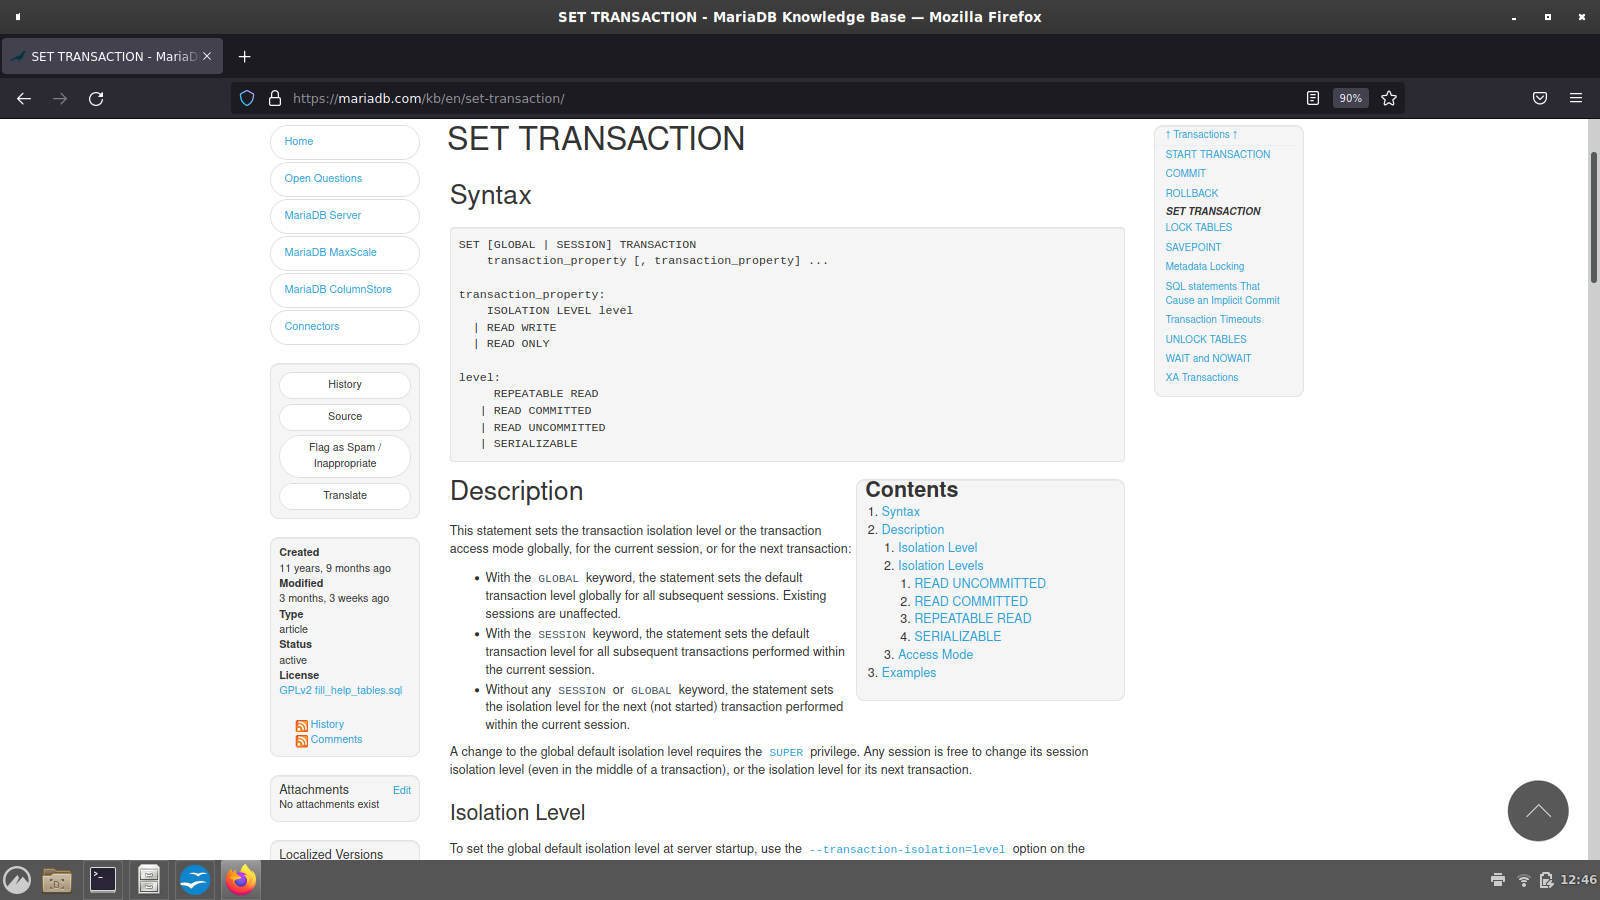 SET TRANSACTION - MariaDB Knowledge Base — Mozilla Firefox
SET TRANSACTION - MariaD
https://mariadb.com/kb/en/set-transaction/
90%
Home
Open Questions
MariaDB Server
MariaDB MaxScale
MariaDB ColumnStore
Connectors
History
Source
Flag as Spam /
Inappropriate
Translate
Created
11 years, 9 months ago
Modified
3 months, 3 weeks ago
Type
article
Status
active
License
GPLv2 fill_help_tables.sql
History
Comments
Attachments
Edit
No attachments exist
Localized Versions
SET TRANSACTION
Syntax
SET [GLOBAL | SESSION] TRANSACTION
transaction_property [, transaction_property] ...
transaction_property:
ISOLATION LEVEL level
| READ WRITE
| READ ONLY
level:
REPEATABLE READ
| READ COMMITTED
| READ UNCOMMITTED
| SERIALIZABLE
Description
This statement sets the transaction isolation level or the transaction
access mode globally, for the current session, or for the next transaction:
• With the GLOBAL keyword, the statement sets the default
transaction level globally for all subsequent sessions. Existing
sessions are unaffected.
• With the SESSION keyword, the statement sets the default
transaction level for all subsequent transactions performed within
the current session.
• Without any SESSION or GLOBAL keyword, the statement sets
the isolation level for the next (not started) transaction performed
within the current session.
A change to the global default isolation level requires the SUPER privilege. Any session is free to change its session
isolation level (even in the middle of a transaction), or the isolation level for its next transaction.
Isolation Level
To set the global default isolation level at server startup, use the --transaction-isolation=level option on the
Contents
1. Syntax
2. Description
1. Isolation Level
2. Isolation Levels
1. READ UNCOMMITTED
2. READ COMMITTED
3. REPEATABLE READ
4. SERIALIZABLE
3. Access Mode
3. Examples
↑ Transactions ↑
START TRANSACTION
COMMIT
ROLLBACK
SET TRANSACTION
LOCK TABLES
SAVEPOINT
Metadata Locking
SQL statements That
Cause an Implicit Commit
Transaction Timeouts
UNLOCK TABLES
WAIT and NOWAIT
XA Transactions
12:46